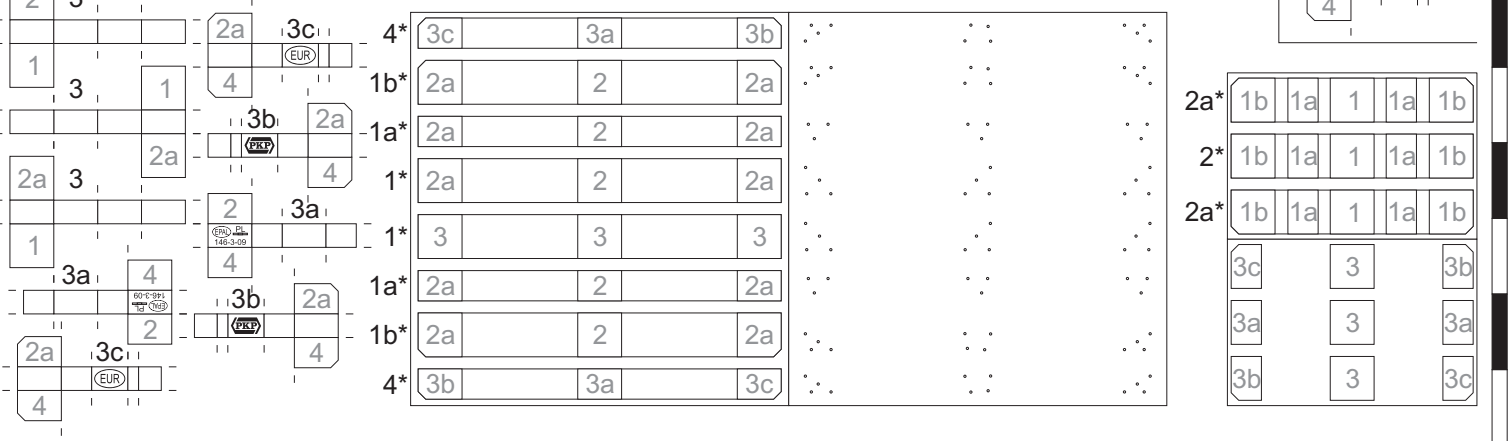 2 3
1
2a 3c
EUR
4
3 1
2a
3b 2a
PKP
4
2a 3
1
2 3a
EPAL PL
146-3-09
4
3a 4
146-3-09
PL EPAL
2
3b 2a
PKP
4
2a 3c
EUR
4
4* 3c 3a 3b
1b* 2a 2 2a
1a* 2a 2 2a
1* 2a 2 2a
1* 3 3 3
1a* 2a 2 2a
1b* 2a 2 2a
4* 3b 3a 3c
4
2a* 1b 1a 1 1a 1b
2* 1b 1a 1 1a 1b
2a* 1b 1a 1 1a 1b
3c 3 3b
3a 3 3a
3b 3 3c